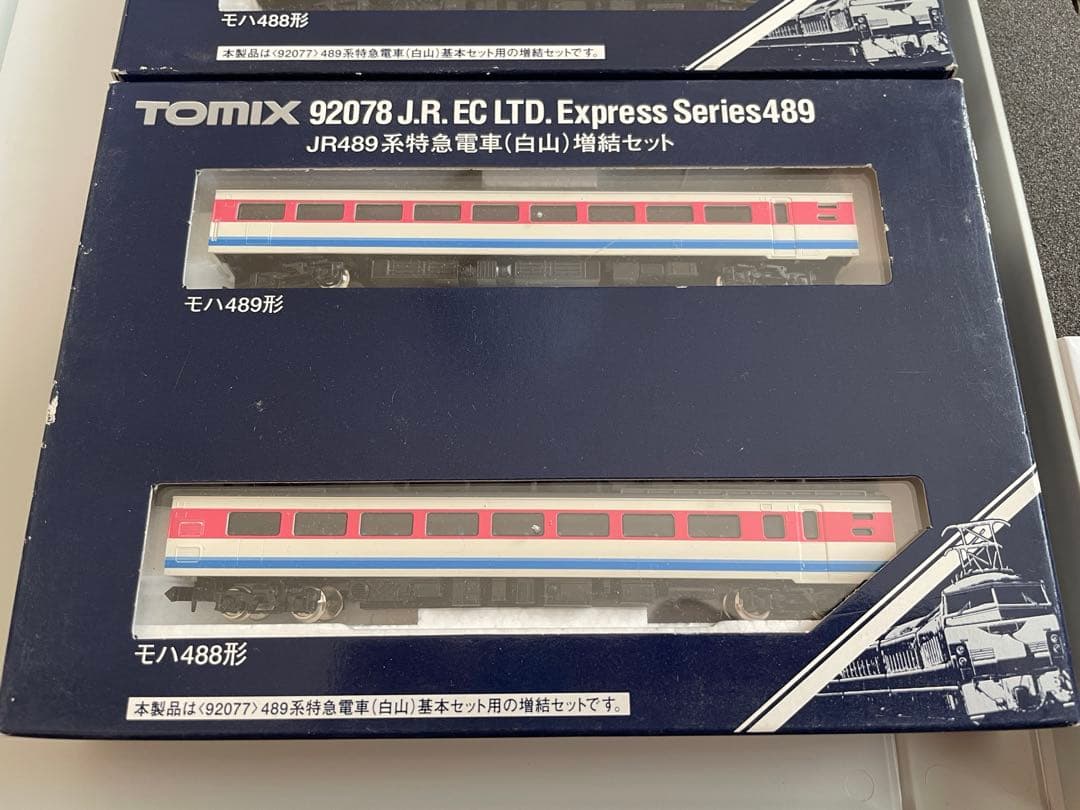 モハ488形
本製品は〈92077〉489系特急電車(白山)基本セット用の増結セットです。
TOMIX 92078 J.R. EC LTD. Express Series489
JR489系特急電車(白山)増結セット
モハ489形
モハ488形
本製品は〈92077〉489系特急電車(白山)基本セット用の増結セットです。